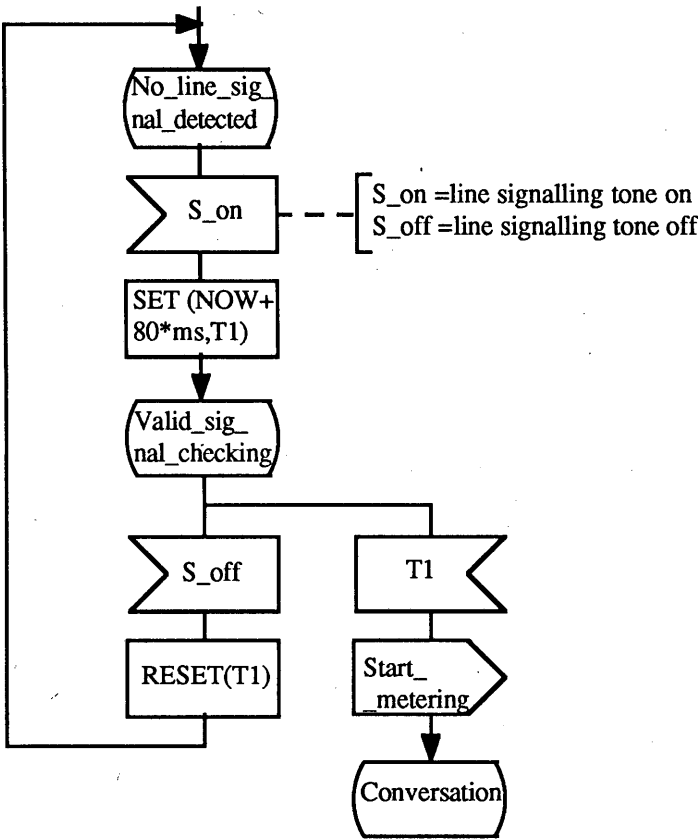 No_line_sig_
nal_detected
S_on
S_on =line signalling tone on
S_off =line signalling tone off
SET (NOW+
80*ms,T1)
Valid_sig_
nal_checking
S_off
T1
RESET(T1)
Start_
_metering
Conversation